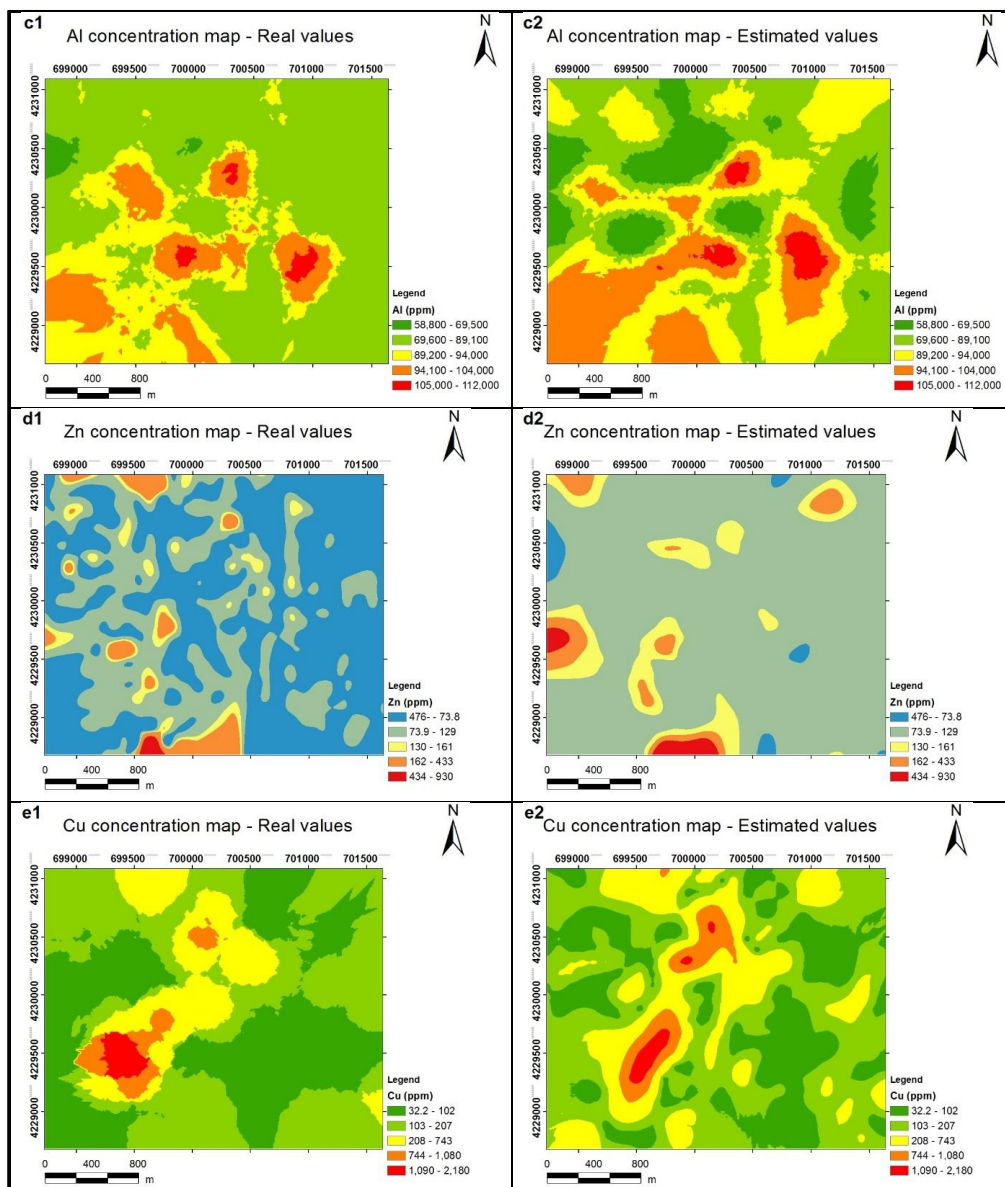 c1
N
Al concentration map - Real values
699000 699500 700000 700500 701000 701500
4231000
4230500
4230000
4229500
4229000
Legend
Al (ppm)
58,800 - 69,500
69,600 - 89,100
89,200 - 94,000
94,100 - 104,000
105,000 - 112,000
0 400 800
m
c2
N
Al concentration map - Estimated values
699000 699500 700000 700500 701000 701500
4231000
4230500
4230000
4229500
4229000
Legend
Al (ppm)
58,800 - 69,500
69,600 - 89,100
89,200 - 94,000
94,100 - 104,000
105,000 - 112,000
0 400 800
m
d1
N
Zn concentration map - Real values
699000 699500 700000 700500 701000 701500
4231000
4230500
4230000
4229500
4229000
Legend
Zn (ppm)
476- - 73.8
73.9 - 129
130 - 161
162 - 433
434 - 930
0 400 800
m
d2
N
Zn concentration map - Estimated values
699000 699500 700000 700500 701000 701500
4231000
4230500
4230000
4229500
4229000
Legend
Zn (ppm)
476- - 73.8
73.9 - 129
130 - 161
162 - 433
434 - 930
0 400 800
m
e1
N
Cu concentration map - Real values
699000 699500 700000 700500 701000 701500
4231000
4230500
4230000
4229500
4229000
Legend
Cu (ppm)
32.2 - 102
103 - 207
208 - 743
744 - 1,080
1,090 - 2,180
0 400 800
m
e2
N
Cu concentration map - Estimated values
699000 699500 700000 700500 701000 701500
4231000
4230500
4230000
4229500
4229000
Legend
Cu (ppm)
32.2 - 102
103 - 207
208 - 743
744 - 1,080
1,090 - 2,180
0 400 800
m